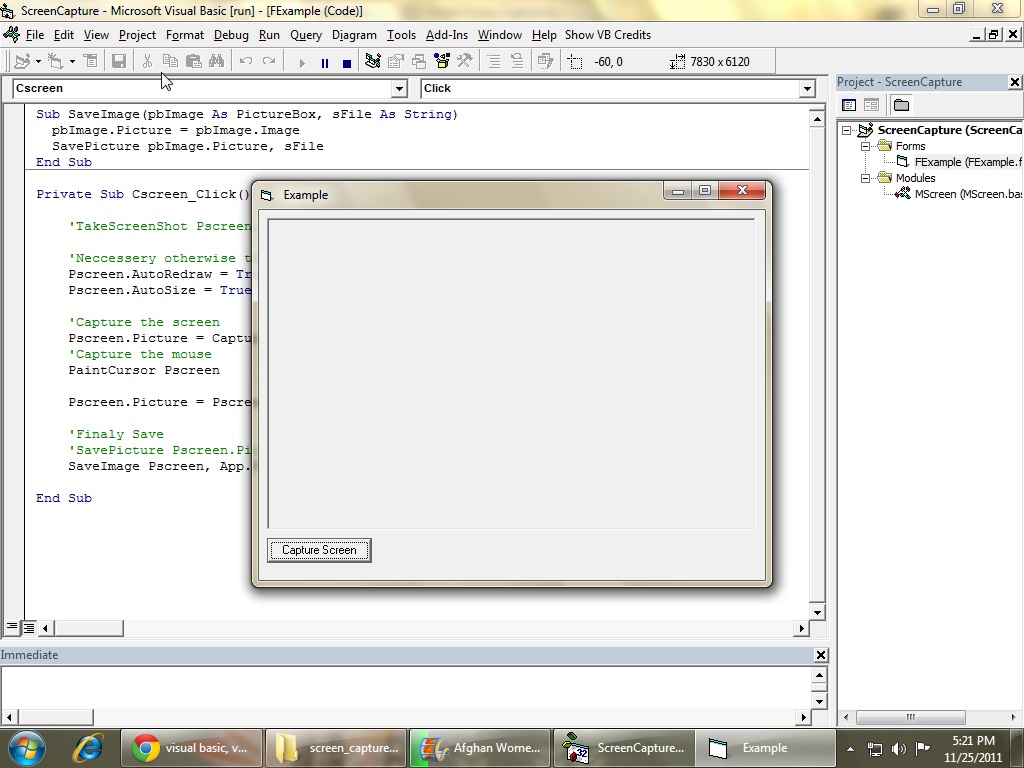 ScreenCapture - Microsoft Visual Basic [run] - [FExample (Code)]
File Edit View Project Format Debug Run Query Diagram Tools Add-Ins Window Help Show VB Credits
-60, 0 7830 x 6120
Cscreen Click
Project - ScreenCapture
Sub SaveImage(pbImage As PictureBox, sFile As String)
pbImage.Picture = pbImage.Image
SavePicture pbImage.Picture, sFile
End Sub
ScreenCapture (ScreenCa
Forms
FExample (FExample.f
Modules
MScreen (MScreen.bas
Private Sub Cscreen_Click()
Example
'TakeScreenShot Pscreen
'Neccessery otherwise t
Pscreen.AutoRedraw = Tr
Pscreen.AutoSize = True
'Capture the screen
Pscreen.Picture = Captu
'Capture the mouse
PaintCursor Pscreen
Pscreen.Picture = Pscre
'Finaly Save
'SavePicture Pscreen.Pi
SaveImage Pscreen, App.
End Sub
Capture Screen
Immediate
visual basic, v... screen_capture... Afghan Wome... 32 ScreenCapture... Example
5:21 PM
11/25/2011